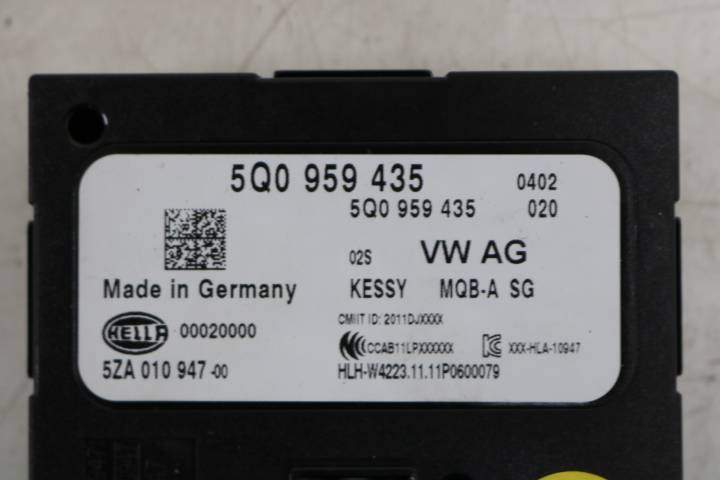 5Q0 959 435 0402
5Q0 959 435 020
02S VW AG
Made in Germany KESSY MQB-A SG
CMIIT ID: 2011DJXXXX
HELLA 00020000 CCAB11LPXXXXXX XXX-HLA-10947
5ZA 010 947-00 HLH-W4223.11.11P0600079